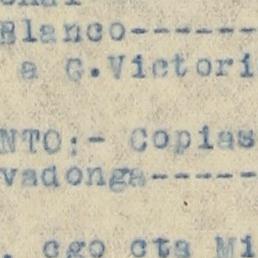 Blanco------
a G.Victori
NTO:- Copias
vadonga-----
. cgo cta Mi